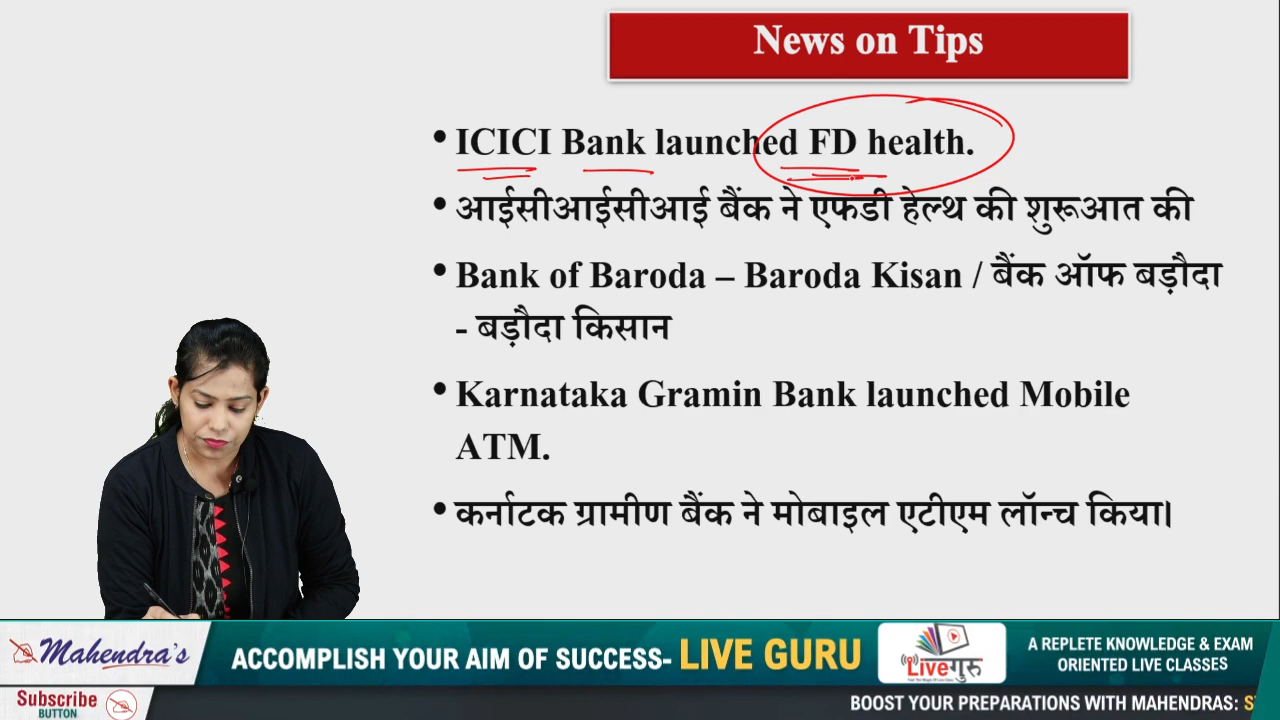 News on Tips
• ICICI Bank launched FD health.
• आईसीआईसीआई बैंक ने एफडी हेल्थ की शुरूआत की
• Bank of Baroda – Baroda Kisan / बैंक ऑफ बड़ौदा
- बड़ौदा किसान
• Karnataka Gramin Bank launched Mobile
ATM.
• कर्नाटक ग्रामीण बैंक ने मोबाइल एटीएम लॉन्च किया।
Mahendra's
ACCOMPLISH YOUR AIM OF SUCCESS- LIVE GURU
Liveगुरु
A REPLETE KNOWLEDGE & EXAM
ORIENTED LIVE CLASSES
Subscribe
BUTTON
BOOST YOUR PREPARATIONS WITH MAHENDRAS: